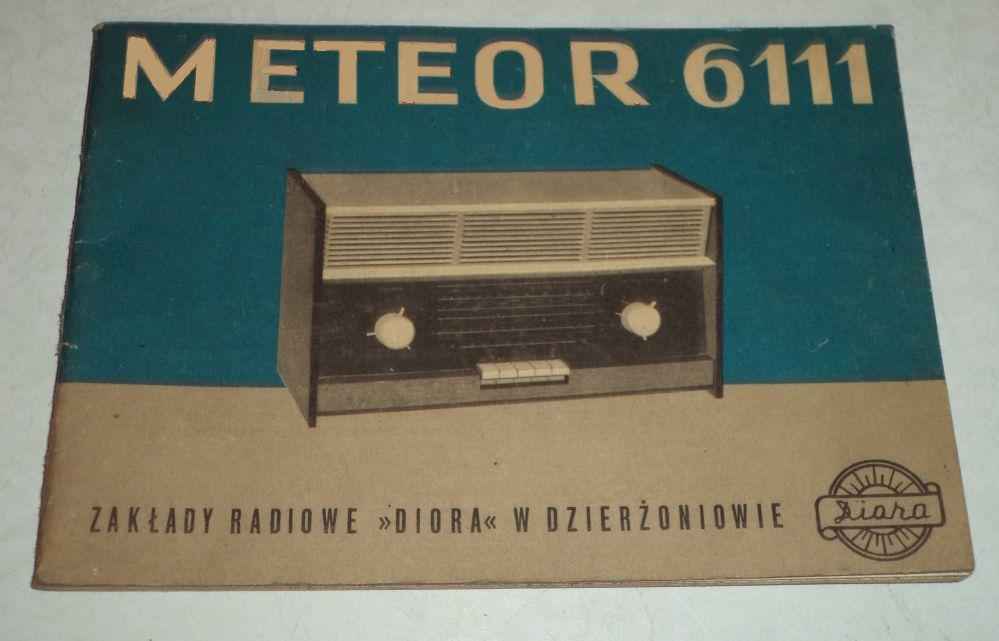 METEOR 6111
ZAKŁADY RADIOWE »DIORA« W DZIERŻONIOWIE
Diora